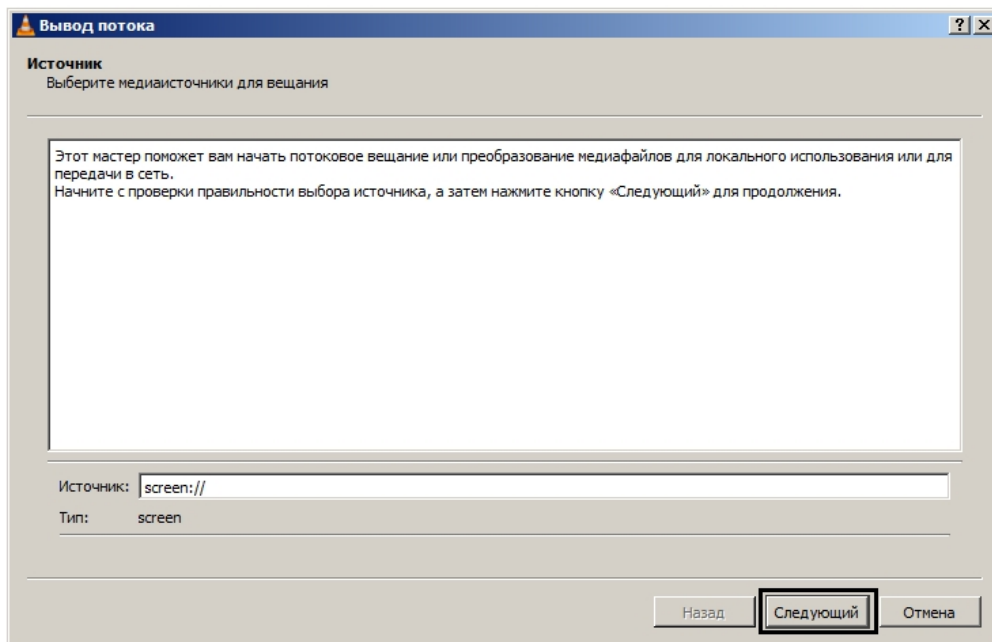 Вывод потока
Источник
Выберите медиаисточники для вещания
Этот мастер поможет вам начать потоковое вещание или преобразование медиафайлов для локального использования или для
передачи в сеть.
Начните с проверки правильности выбора источника, а затем нажмите кнопку «Следующий» для продолжения.
Источник: screen://
Тип: screen
Назад Следующий Отмена